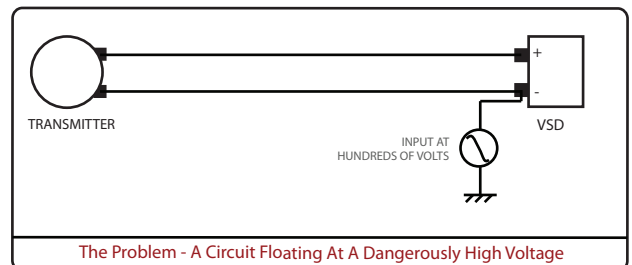 +
-
TRANSMITTER
VSD
INPUT AT
HUNDREDS OF VOLTS
The Problem - A Circuit Floating At A Dangerously High Voltage